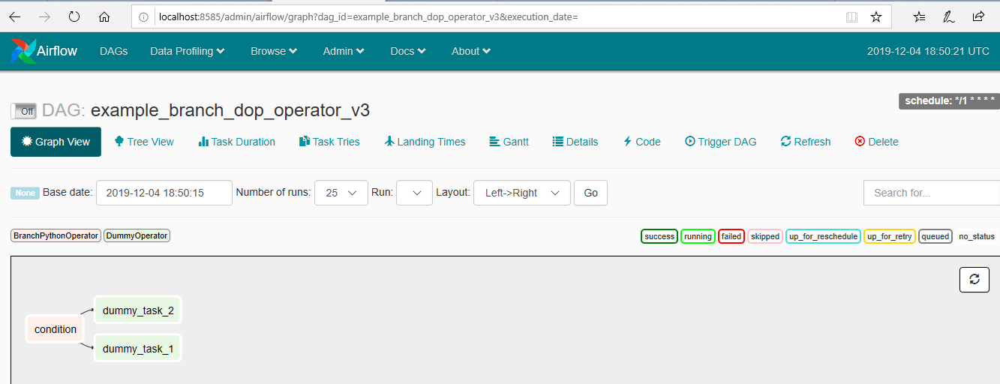 localhost:8585/admin/airflow/graph?dag_id=example_branch_dop_operator_v3&execution_date=
Airflow DAGs Data Profiling Browse Admin Docs About 2019-12-04 18:50:21 UTC
schedule: */1 * * * *
Off DAG: example_branch_dop_operator_v3
Graph View Tree View Task Duration Task Tries Landing Times Gantt Details Code Trigger DAG Refresh Delete
None Base date: 2019-12-04 18:50:15 Number of runs: 25 Run: Layout: Left->Right Go Search for...
BranchPythonOperator DummyOperator success running failed skipped up_for_reschedule up_for_retry queued no_status
dummy_task_2
condition
dummy_task_1